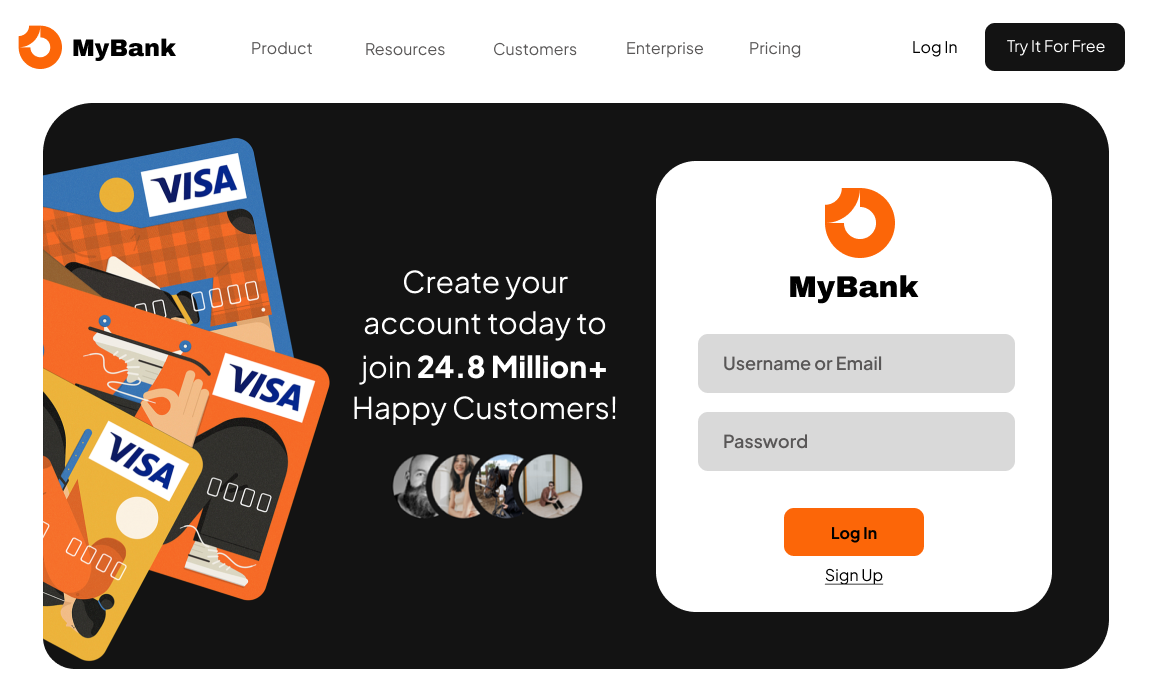 MyBank
Product
Resources
Customers
Enterprise
Pricing
Log In
Try It For Free
VISA
VISA
VISA
Create your
account today to
join 24.8 Million+
Happy Customers!
MyBank
Username or Email
Password
Log In
Sign Up